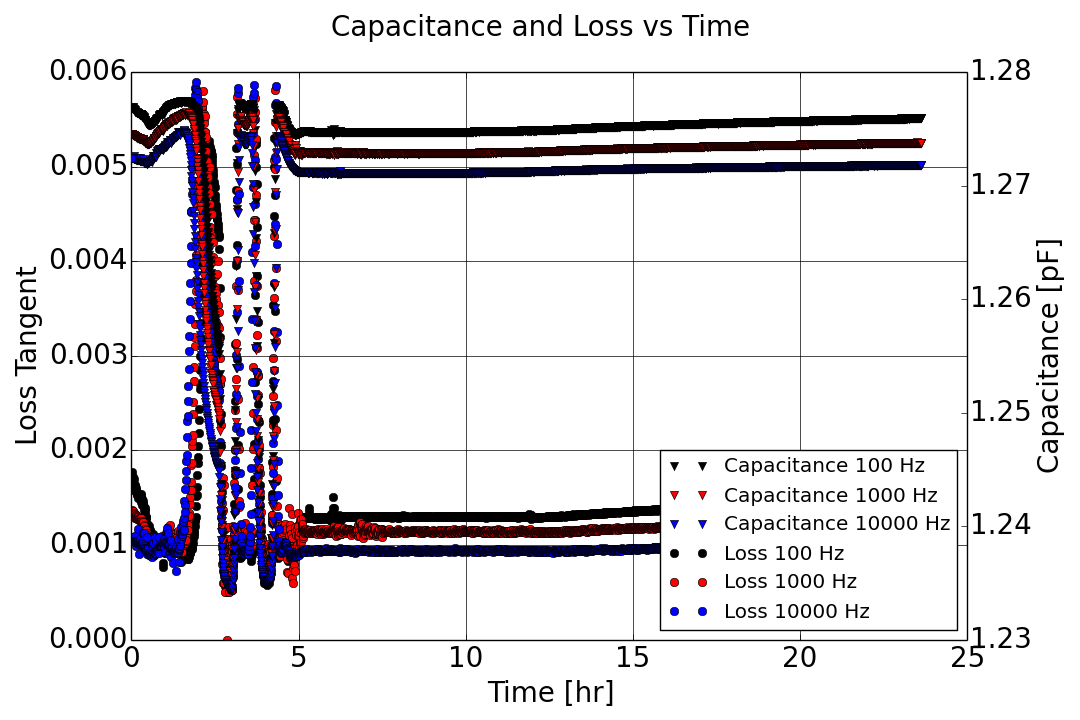 Capacitance and Loss vs Time
0.006
0.005
0.004
0.003
0.002
0.001
0.000
Loss Tangent
1.28
1.27
1.26
1.25
1.24
1.23
Capacitance [pF]
Capacitance 100 Hz
Capacitance 1000 Hz
Capacitance 10000 Hz
Loss 100 Hz
Loss 1000 Hz
Loss 10000 Hz
0 5 10 15 20 25
Time [hr]